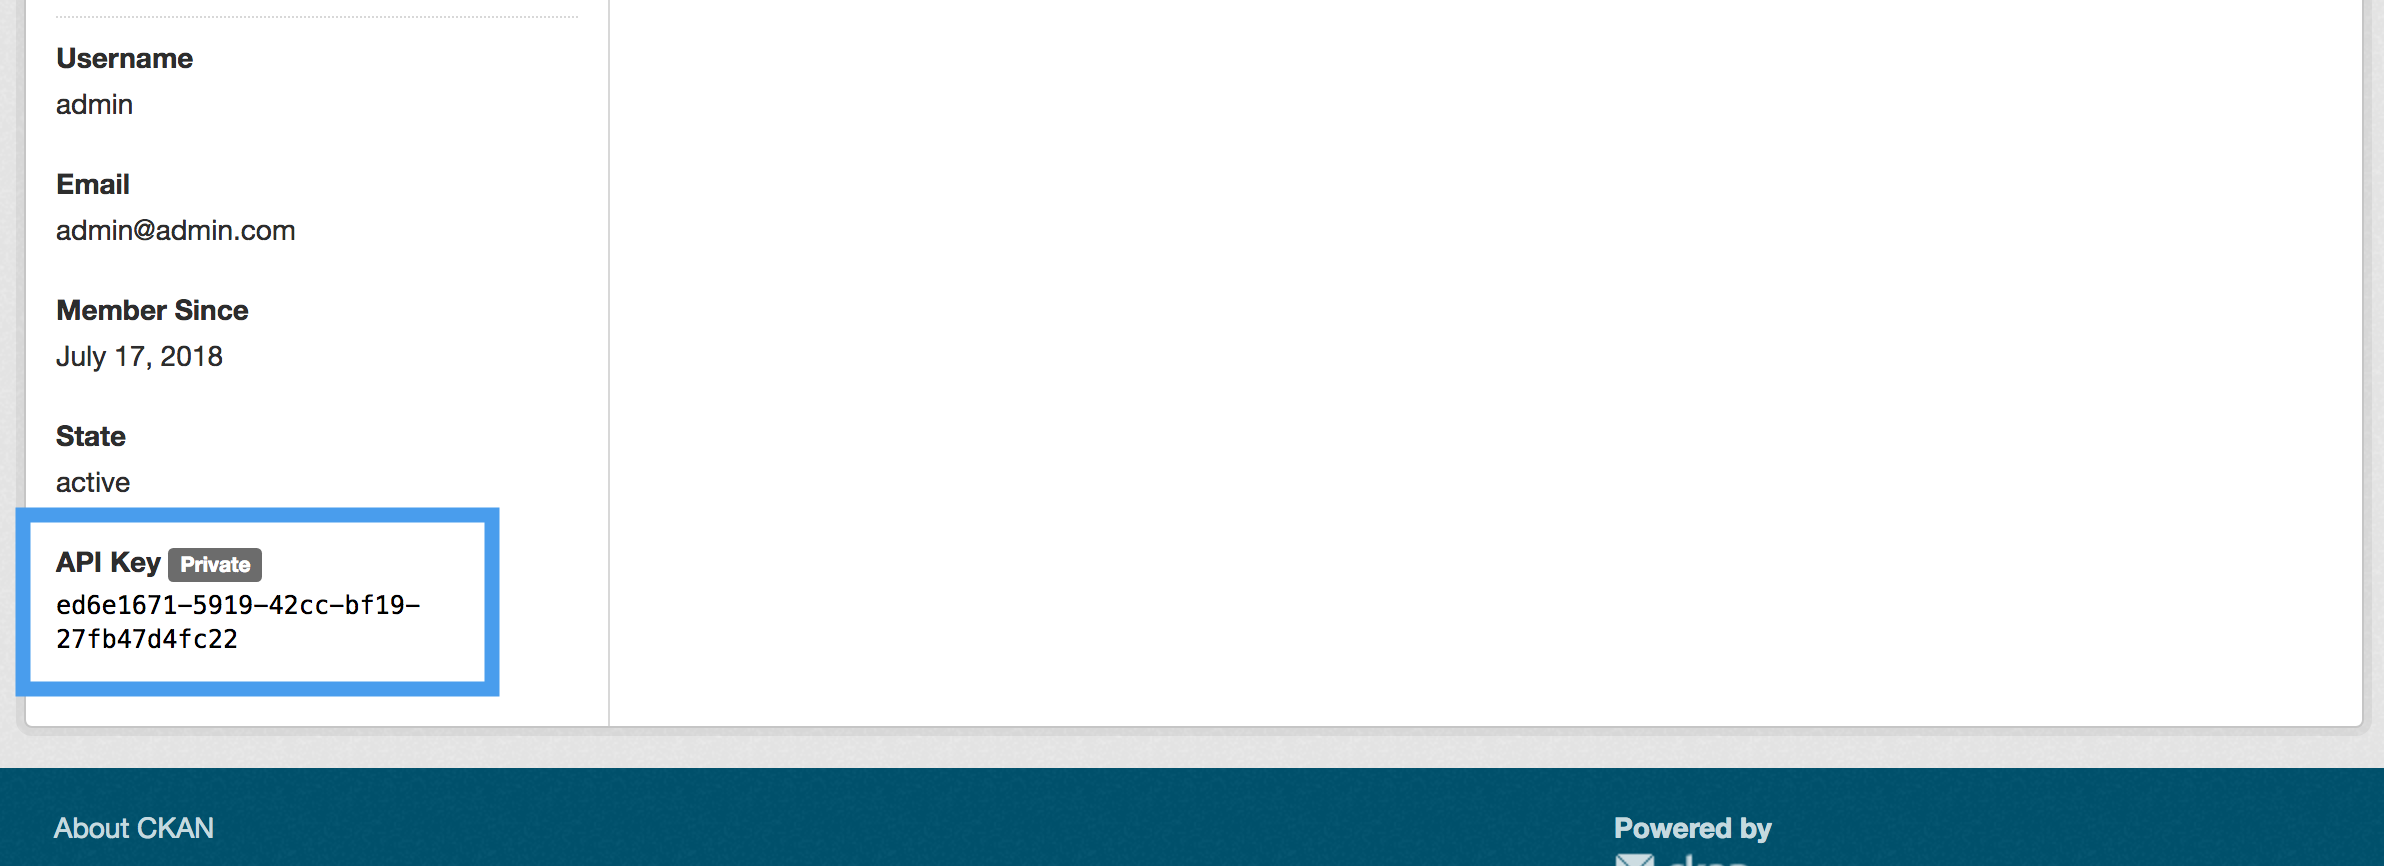 Username
admin
Email
admin@admin.com
Member Since
July 17, 2018
State
active
API Key Private
ed6e1671-5919-42cc-bf19-
27fb47d4fc22
About CKAN
Powered by